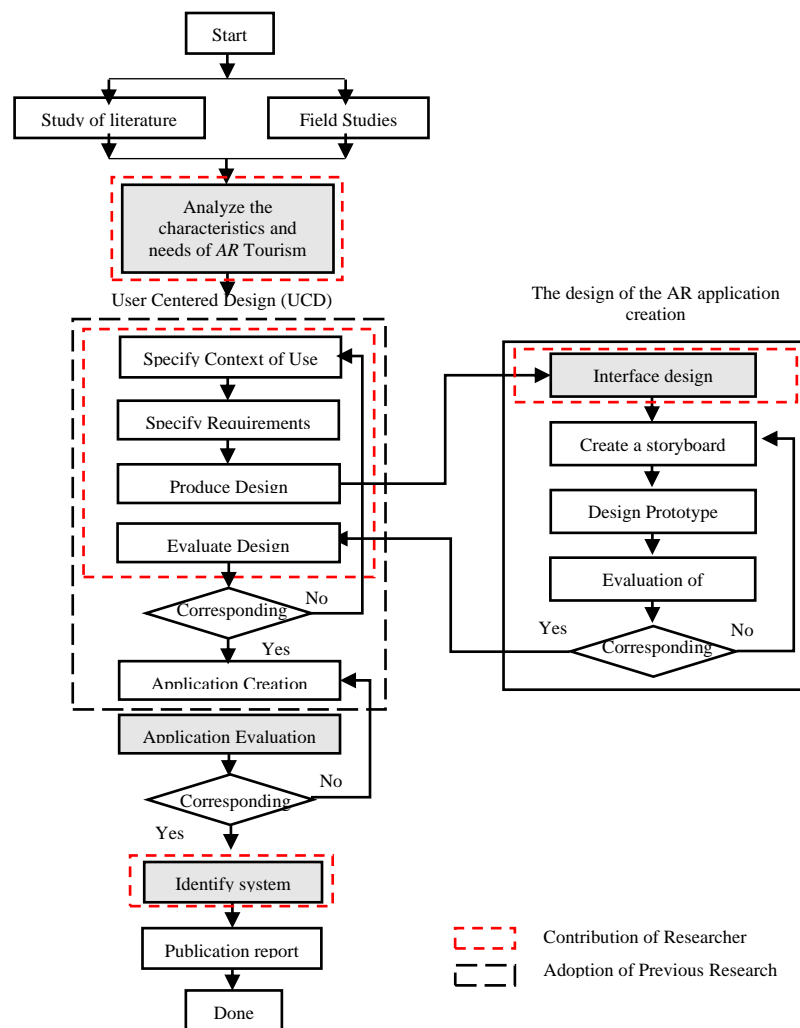 Start
Study of literature
Field Studies
Analyze the
characteristics and
needs of AR Tourism
User Centered Design (UCD)
Specify Context of Use
Specify Requirements
Produce Design
Evaluate Design
Corresponding
No
Yes
Application Creation
The design of the AR application
creation
Interface design
Create a storyboard
Design Prototype
Evaluation of
Yes
Corresponding
No
Application Evaluation
Corresponding
No
Yes
Identify system
Publication report
Done
Contribution of Researcher
Adoption of Previous Research